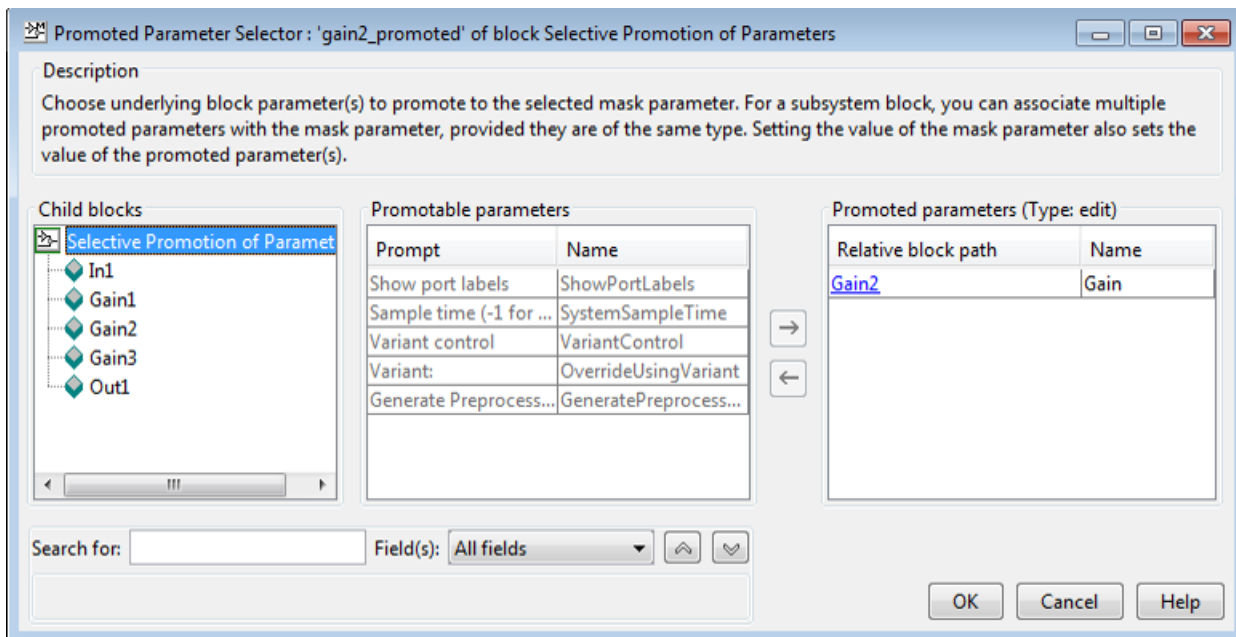 Promoted Parameter Selector : 'gain2_promoted' of block Selective Promotion of Parameters
Description
Choose underlying block parameter(s) to promote to the selected mask parameter. For a subsystem block, you can associate multiple
promoted parameters with the mask parameter, provided they are of the same type. Setting the value of the mask parameter also sets the
value of the promoted parameter(s).
Child blocks
Selective Promotion of Paramet
In1
Gain1
Gain2
Gain3
Out1
Promotable parameters
Prompt Name
Show port labels ShowPortLabels
Sample time (-1 for ... SystemSampleTime
Variant control VariantControl
Variant: OverrideUsingVariant
Generate Preprocess... GeneratePreprocess...
Promoted parameters (Type: edit)
Relative block path Name
Gain2 Gain
Search for: Field(s): All fields
OK Cancel Help